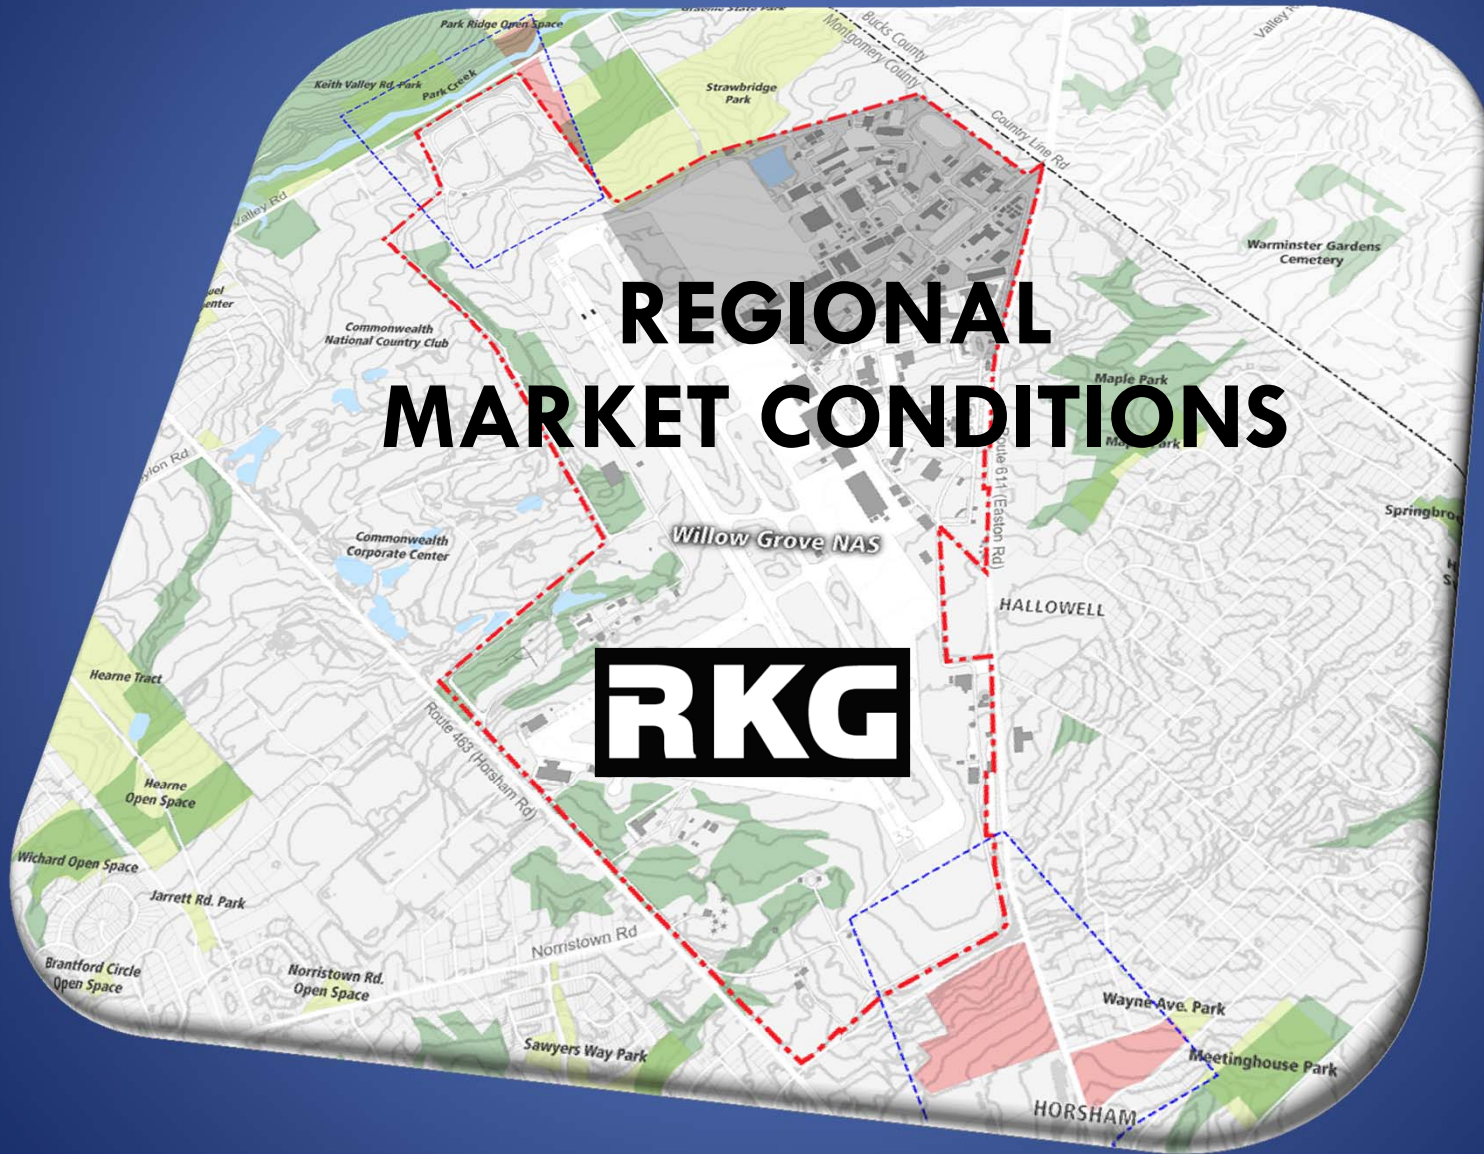 Park Ridge Open Space
Graeme State Park
Bucks County
Montgomery County
Keith Valley Rd. Park
Park Creek
Strawbridge
Park
Country Line Rd
Valley Rd
Warminster Gardens
Cemetery
REGIONAL
MARKET CONDITIONS
Commonwealth
National Country Club
Maple Park
Route 611 (Easton Rd)
Commonwealth
Corporate Center
Willow Grove NAS
HALLOWELL
RKG
Hearne Tract
Route 463 (Horsham Rd)
Hearne
Open Space
Wichard Open Space
Jarrett Rd. Park
Norristown Rd
Brantford Circle
Open Space
Norristown Rd.
Open Space
Wayne Ave. Park
Sawyers Way Park
Meetinghouse Park
HORSHAM